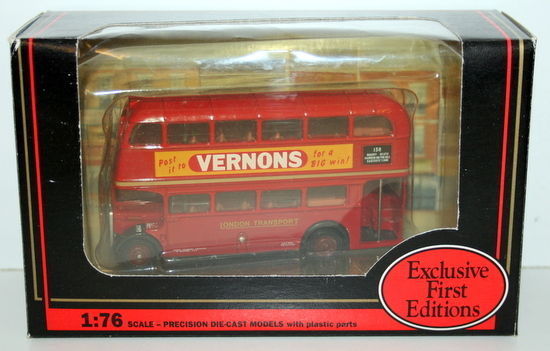 Post it to
VERNONS
for a BIG win!
158
LONDON TRANSPORT
Exclusive
First
Editions
1:76 SCALE – PRECISION DIE-CAST MODELS with plastic parts